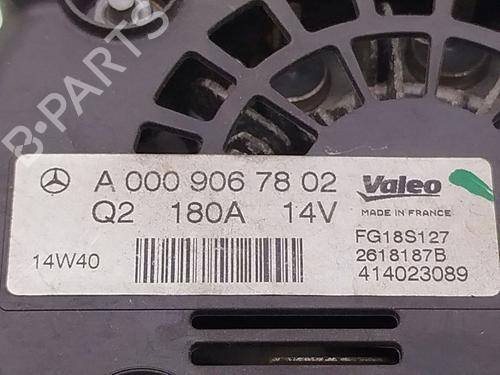 B-PARTS
A 000 906 78 02
Valeo
Q2 180A 14V
MADE IN FRANCE
14W40
FG18S127
2618187B
414023089